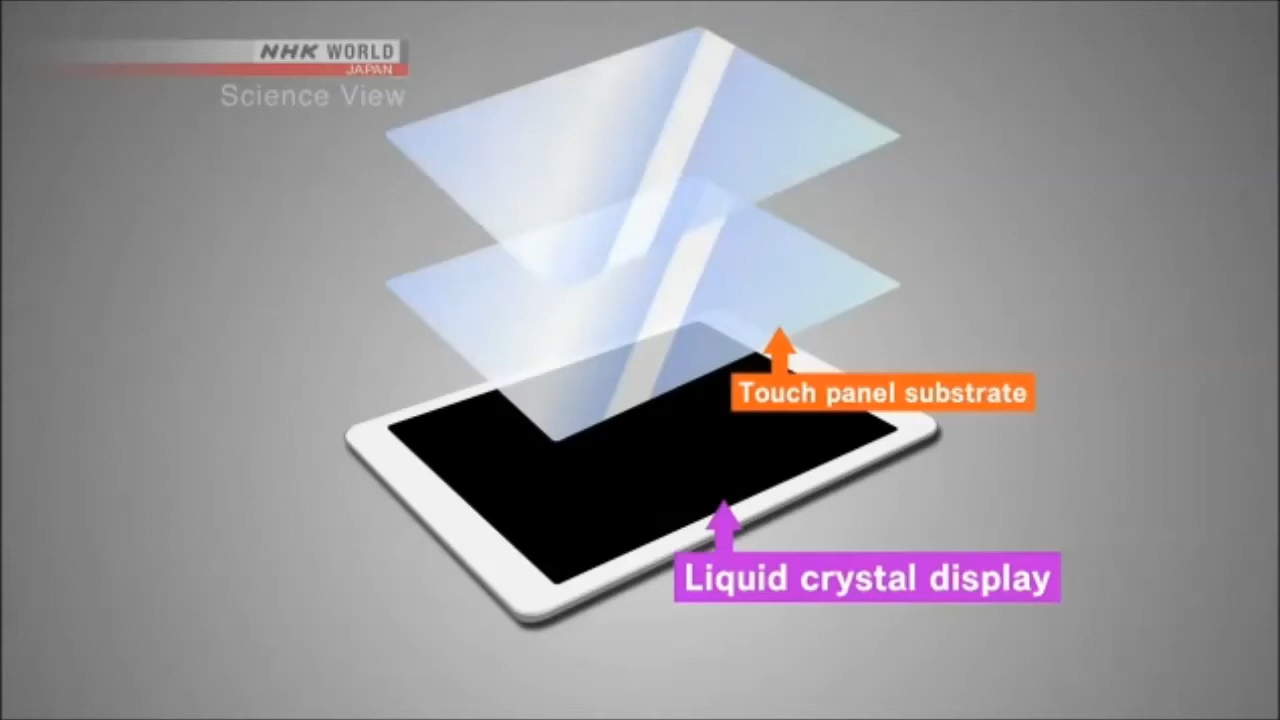 NHK WORLD
JAPAN
Science View
Touch panel substrate
Liquid crystal display